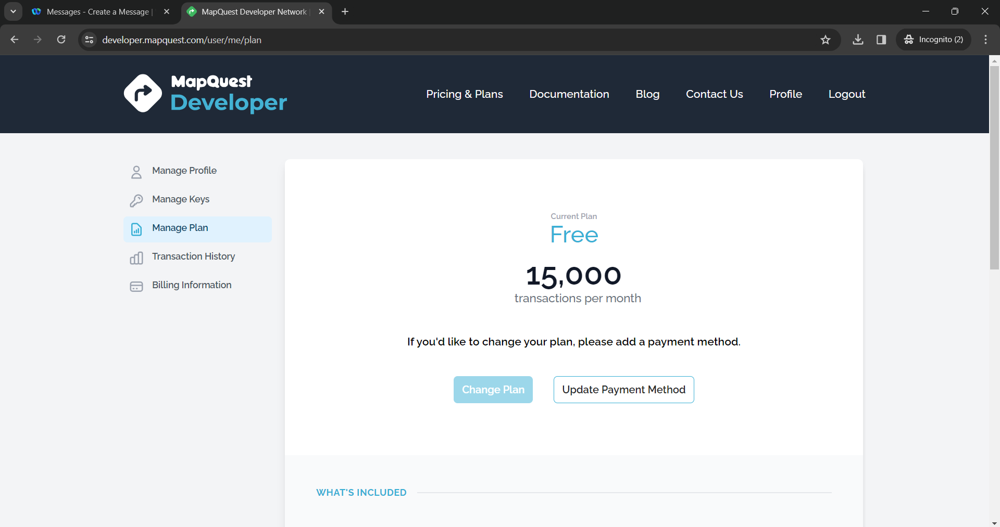 Messages - Create a Message |
MapQuest Developer Network |
developer.mapquest.com/user/me/plan
Incognito (2)
MapQuest
Developer
Pricing & Plans
Documentation
Blog
Contact Us
Profile
Logout
Manage Profile
Manage Keys
Manage Plan
Transaction History
Billing Information
Current Plan
Free
15,000
transactions per month
If you'd like to change your plan, please add a payment method.
Change Plan
Update Payment Method
WHAT'S INCLUDED